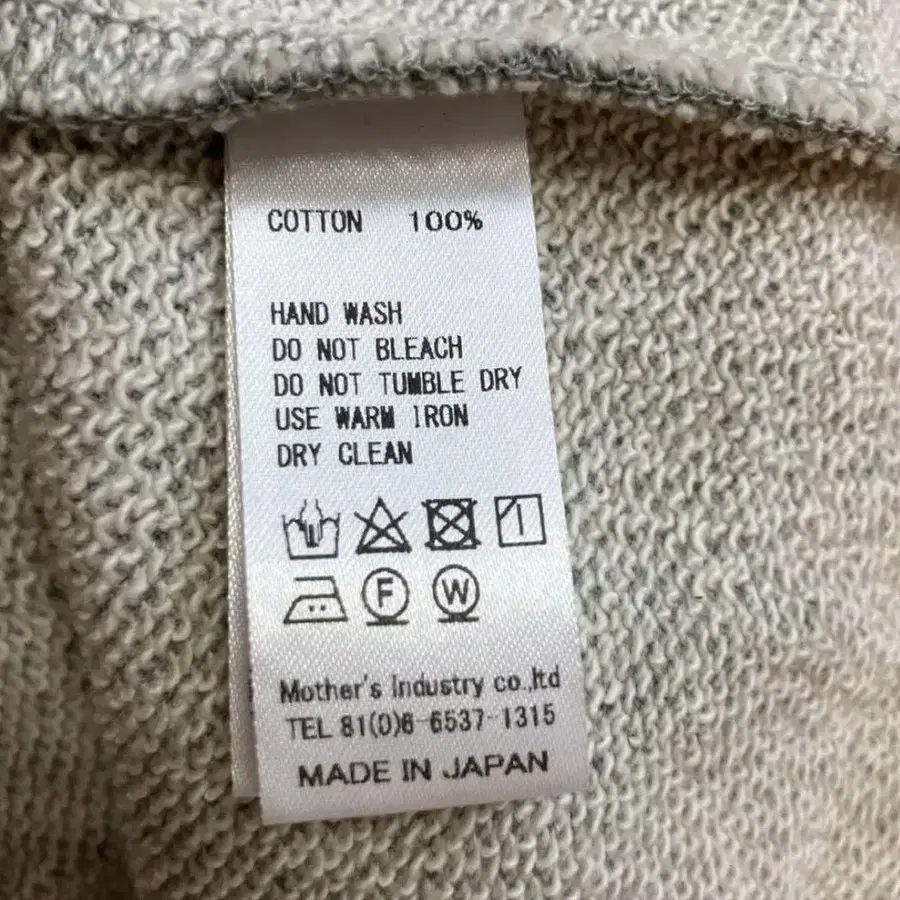 COTTON 100%
HAND WASH
DO NOT BLEACH
DO NOT TUMBLE DRY
USE WARM IRON
DRY CLEAN
F W
Mother's Industry co.,ltd
TEL 81(0)6-6537-1315
MADE IN JAPAN